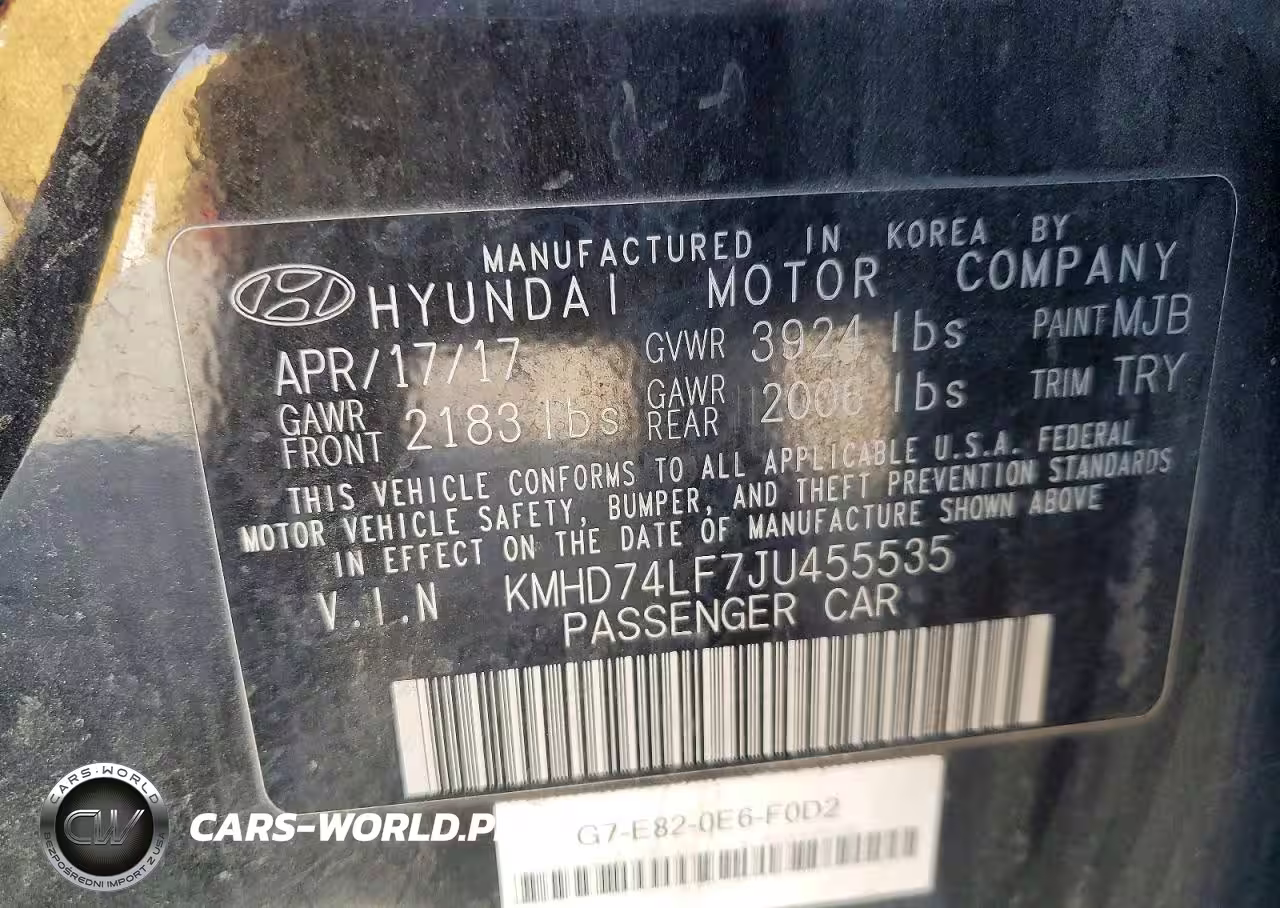 MANUFACTURED IN KOREA BY
HYUNDAI MOTOR COMPANY
APR/17/17 GVWR 3924 lbs PAINT MJB
GAWR FRONT 2183 lbs GAWR REAR 2006 lbs TRIM TRY
THIS VEHICLE CONFORMS TO ALL APPLICABLE U.S.A. FEDERAL
MOTOR VEHICLE SAFETY, BUMPER, AND THEFT PREVENTION STANDARDS
IN EFFECT ON THE DATE OF MANUFACTURE SHOWN ABOVE
V.I.N KMHD74LF7JU455535
PASSENGER CAR
G7-E82-0E6-F0D2
CARS-WORLD
CW
BEZPOŚREDNI IMPORT Z USA
CARS-WORLD.P